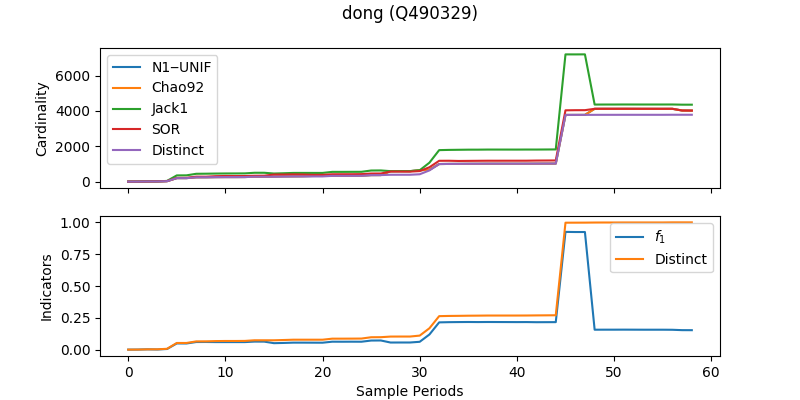 dong (Q490329)
Cardinality
6000
4000
2000
0
N1‒UNIF
Chao92
Jack1
SOR
Distinct
Indicators
1.00
0.75
0.50
0.25
0.00
f1
Distinct
0 10 20 30 40 50 60
Sample Periods